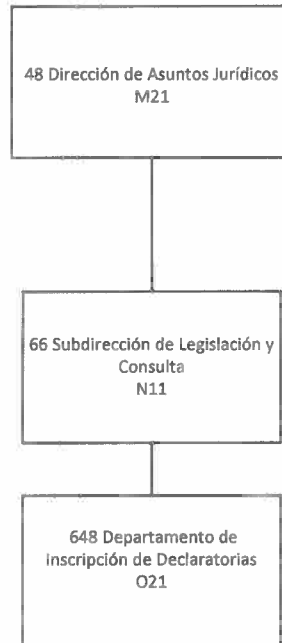 48 Dirección de Asuntos Jurídicos
M21
66 Subdirección de Legislación y
Consulta
N11
648 Departamento de
Inscripción de Declaratorias
O21